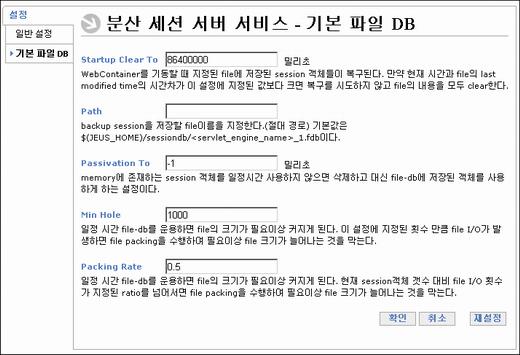 설정
일반 설정
기본 파일 DB
분산 세션 서버 서비스 - 기본 파일 DB
Startup Clear To
86400000 밀리초
WebContainer를 기동할 때 지정된 file에 저장된 session 객체들이 복구된다. 만약 현재 시간과 file의 last
modified time의 시간차가 이 설정에 지정된 값보다 크면 복구를 시도하지 않고 file의 내용을 모두 clear한다.
Path
backup session을 저장할 file이름을 지정한다.(절대 경로) 기본값은
${JEUS_HOME}/sessiondb/<servlet_engine_name>_1.fdb이다.
Passivation To
-1 밀리초
memory에 존재하는 session 객체를 일정시간 사용하지 않으면 삭제하고 대신 file-db에 저장된 객체를 사용
하게 하는 설정이다.
Min Hole
1000
일정 시간 file-db를 운용하면 file의 크기가 필요이상 커지게 된다. 이 설정에 지정된 횟수 만큼 file I/O가 발
생하면 file packing을 수행하여 필요이상 file 크기가 늘어나는 것을 막는다.
Packing Rate
0.5
일정 시간 file-db를 운용하면 file의 크기가 필요이상 커지게 된다. 현재 session객체 갯수 대비 file I/O 횟수
가 지정된 ratio를 넘어서면 file packing을 수행하여 필요이상 file 크기가 늘어나는 것을 막는다.
확인 취소 재설정